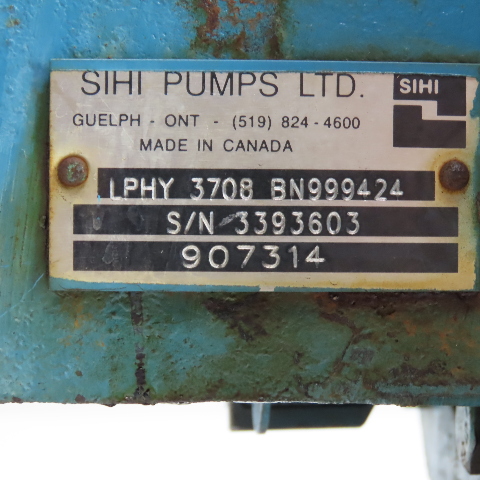 SIHI PUMPS LTD.
SIHI
GUELPH - ONT - (519) 824-4600
MADE IN CANADA
LPHY 3708 BN999424
S/N 3393603
907314